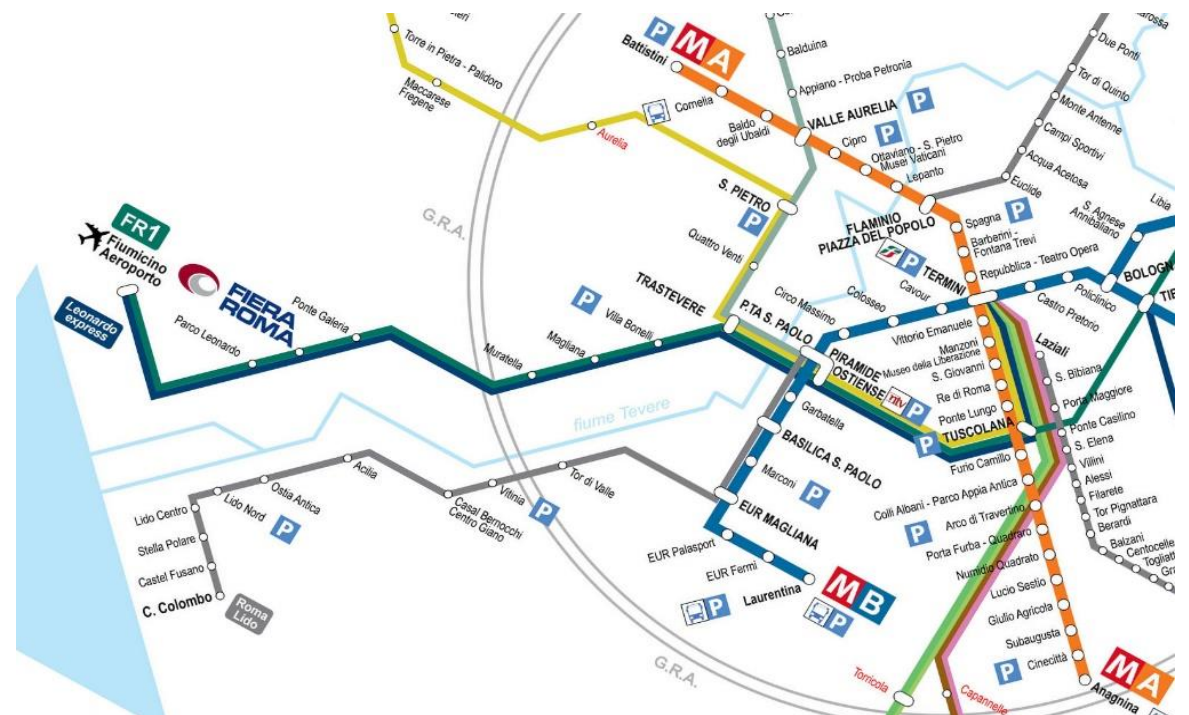 Torre in Pietra - Palidoro
Maccarese
Fregene
Aurelia
P
MA
Battistini
Cornelia
Baldo
degli Ubaldi
Balduina
Appiano - Proba Petronia
VALLE AURELIA
P
Cipro
P
Ottaviano - S. Pietro
Musei Vaticani
Lepanto
Due Ponti
Tor di Quinto
Monte Antenne
Campi Sportivi
Acqua Acetosa
Euclide
FLAMINIO
PIAZZA DEL POPOLO
Spagna
P
Barberini -
Fontana Trevi
Repubblica - Teatro Opera
S. Agnese
Annibaliano
Libia
BOLOGN
TIE
Policlinico
Castro Pretorio
P
TERMINI
Cavour
Colosseo
Circo Massimo
S. PIETRO
P
Quattro Venti
TRASTEVERE
P.TA S. PAOLO
PIRAMIDE
OSTIENSE
ntv
P
G.R.A.
FR1
Fiumicino
Aeroporto
Leonardo
express
FIERA
ROMA
Parco Leonardo
Ponte Galeria
Muratella
Magliana
P
Villa Bonelli
fiume Tevere
Vittorio Emanuele
Manzoni
Museo della Liberazione
S. Giovanni
Re di Roma
Ponte Lungo
P
TUSCOLANA
Furio Camillo
Colli Albani - Parco Appia Antica
P
Arco di Travertino
Porta Furba - Quadraro
Numidio Quadrato
Lucio Sestio
Giulio Agricola
Subaugusta
P
Cinecittà
Anagnina
MA
Laziali
S. Bibiana
Porta Maggiore
Ponte Casilino
S. Elena
Villini
Alessi
Filarete
Tor Pignattara
Berardi
Balzani
Centocelle
Togliatt
Gra
Garbatella
BASILICA S. PAOLO
Marconi
P
EUR MAGLIANA
EUR Palasport
EUR Fermi
Laurentina
P
P
MB
Lido Centro
Lido Nord
Ostia Antica
P
Acilia
Casal Bernocchi
Centro Giano
Vitinia
P
Tor di Valle
Stella Polare
Castel Fusano
C. Colombo
Roma
Lido
G.R.A.
Torricola
Capannelle